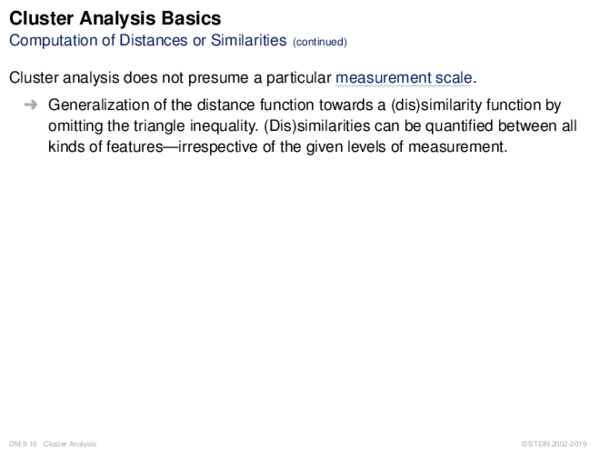 Cluster Analysis Basics
Computation of Distances or Similarities (continued)
Cluster analysis does not presume a particular measurement scale.
➜ Generalization of the distance function towards a (dis)similarity function by
omitting the triangle inequality. (Dis)similarities can be quantified between all
kinds of features—irrespective of the given levels of measurement.
DM:II-18 Cluster Analysis
© STEIN 2002-2019